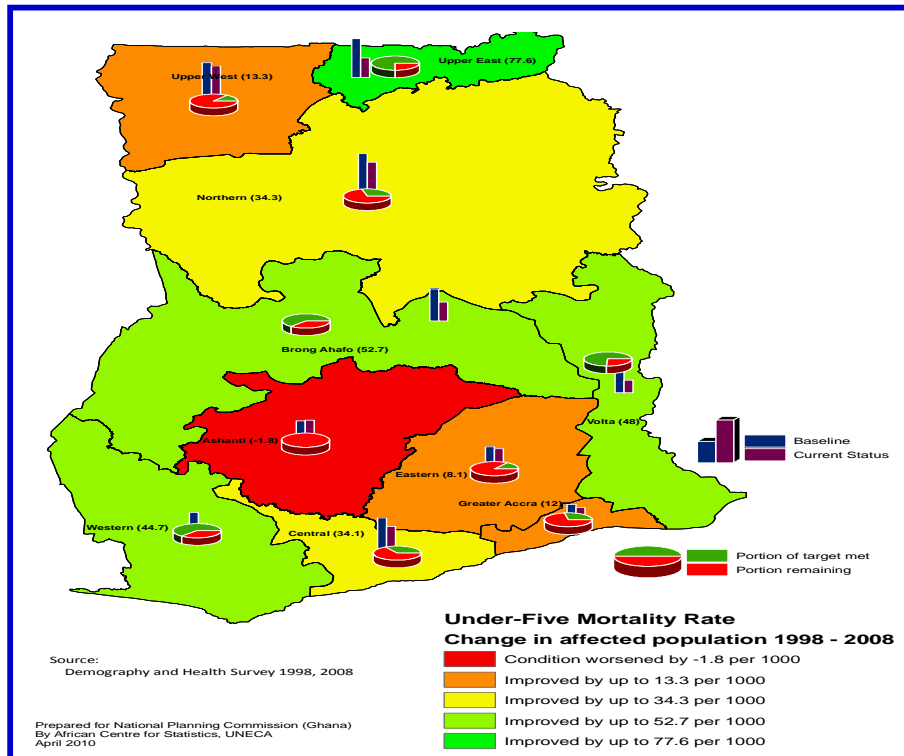 Upper West (13.3)
Upper East (77.6)
Northern (34.3)
Brong Ahafo (52.7)
Ashanti (-1.8)
Volta (48)
Eastern (8.1)
Greater Accra (12)
Western (44.7)
Central (34.1)
Baseline
Current Status
Portion of target met
Portion remaining
Under-Five Mortality Rate
Change in affected population 1998 - 2008
Condition worsened by -1.8 per 1000
Improved by up to 13.3 per 1000
Improved by up to 34.3 per 1000
Improved by up to 52.7 per 1000
Improved by up to 77.6 per 1000
Source:
Demography and Health Survey 1998, 2008
Prepared for National Planning Commission (Ghana)
By African Centre for Statistics, UNECA
April 2010